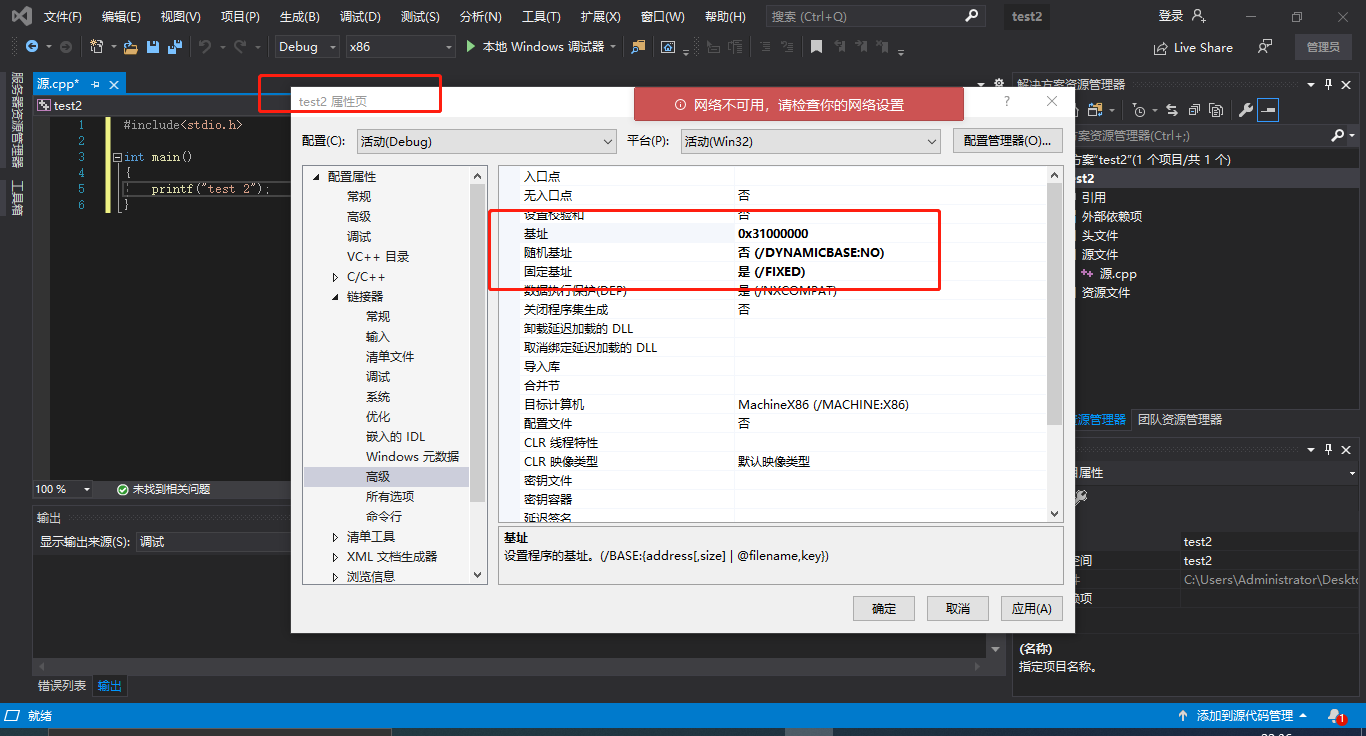 文件(F) 编辑(E) 视图(V) 项目(P) 生成(B) 调试(D) 测试(S) 分析(N) 工具(T) 扩展(X) 窗口(W) 帮助(H) 搜索 (Ctrl+Q) test2 登录
Debug x86 本地 Windows 调试器 Live Share 管理员
服务器资源管理器
工具箱
源.cpp*
test2
1 #include<stdio.h>
2
3 int main()
4 {
5 printf("test 2");
6 }
100 % 未找到相关问题
输出
显示输出来源(S): 调试
错误列表 输出
test2 属性页
网络不可用，请检查你的网络设置
配置(C): 活动(Debug) 平台(P): 活动(Win32) 配置管理器(O)...
配置属性
常规
高级
调试
VC++ 目录
C/C++
链接器
常规
输入
清单文件
调试
系统
优化
嵌入的 IDL
Windows 元数据
高级
所有选项
命令行
清单工具
XML 文档生成器
浏览信息
入口点
无入口点 否
设置校验和 否
基址 0x31000000
随机基址 否 (/DYNAMICBASE:NO)
固定基址 是 (/FIXED)
数据执行保护(DEP) 是 (/NXCOMPAT)
关闭程序集生成 否
卸载延迟加载的 DLL
取消绑定延迟加载的 DLL
导入库
合并节
目标计算机 MachineX86 (/MACHINE:X86)
配置文件 否
CLR 线程特性
CLR 映像类型 默认映像类型
密钥文件
密钥容器
延迟签名
基址
设置程序的基址。(/BASE:{address[,size] | @filename,key})
确定 取消 应用(A)
解决方案资源管理器
方案资源管理器(Ctrl+;)
方案"test2"(1 个项目/共 1 个)
st2
引用
外部依赖项
头文件
源文件
源.cpp
资源文件
资源管理器 团队资源管理器
属性
test2
空间 test2
件 C:\Users\Administrator\Deskto
赖项
(名称)
指定项目名称。
就绪 添加到源代码管理 1